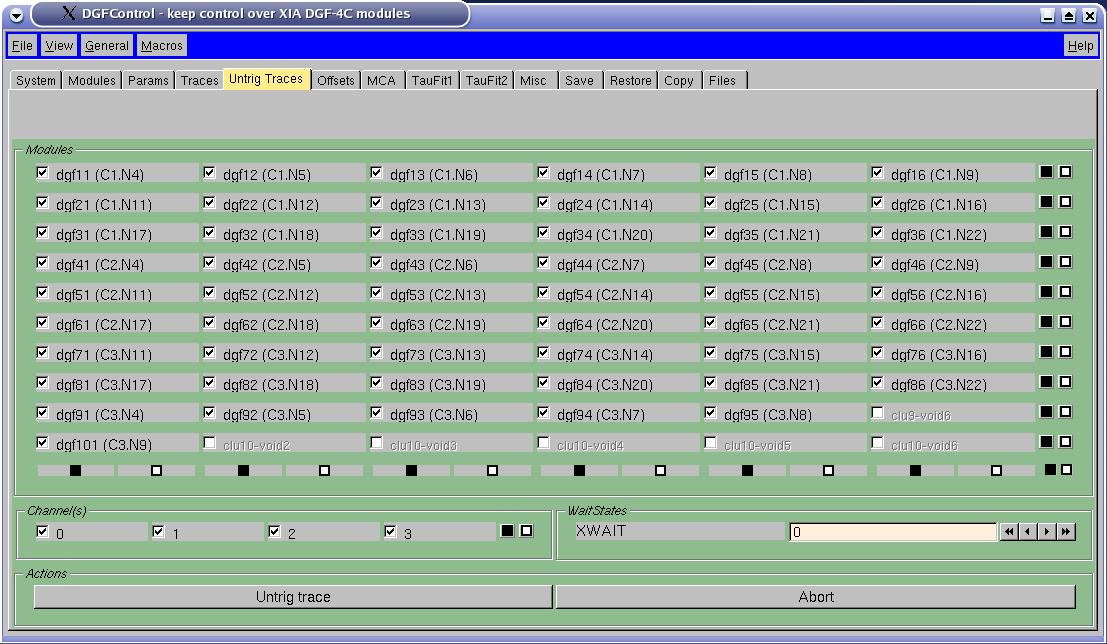 DGFControl - keep control over XIA DGF-4C modules
File View General Macros Help
System Modules Params Traces Untrig Traces Offsets MCA TauFit1 TauFit2 Misc Save Restore Copy Files
Modules
dgf11 (C1.N4) dgf12 (C1.N5) dgf13 (C1.N6) dgf14 (C1.N7) dgf15 (C1.N8) dgf16 (C1.N9)
dgf21 (C1.N11) dgf22 (C1.N12) dgf23 (C1.N13) dgf24 (C1.N14) dgf25 (C1.N15) dgf26 (C1.N16)
dgf31 (C1.N17) dgf32 (C1.N18) dgf33 (C1.N19) dgf34 (C1.N20) dgf35 (C1.N21) dgf36 (C1.N22)
dgf41 (C2.N4) dgf42 (C2.N5) dgf43 (C2.N6) dgf44 (C2.N7) dgf45 (C2.N8) dgf46 (C2.N9)
dgf51 (C2.N11) dgf52 (C2.N12) dgf53 (C2.N13) dgf54 (C2.N14) dgf55 (C2.N15) dgf56 (C2.N16)
dgf61 (C2.N17) dgf62 (C2.N18) dgf63 (C2.N19) dgf64 (C2.N20) dgf65 (C2.N21) dgf66 (C2.N22)
dgf71 (C3.N11) dgf72 (C3.N12) dgf73 (C3.N13) dgf74 (C3.N14) dgf75 (C3.N15) dgf76 (C3.N16)
dgf81 (C3.N17) dgf82 (C3.N18) dgf83 (C3.N19) dgf84 (C3.N20) dgf85 (C3.N21) dgf86 (C3.N22)
dgf91 (C3.N4) dgf92 (C3.N5) dgf93 (C3.N6) dgf94 (C3.N7) dgf95 (C3.N8) clu9-void6
dgf101 (C3.N9) clu10-void2 clu10-void3 clu10-void4 clu10-void5 clu10-void6
Channel(s) WaitStates
0 1 2 3 XWAIT 0
Actions
Untrig trace Abort